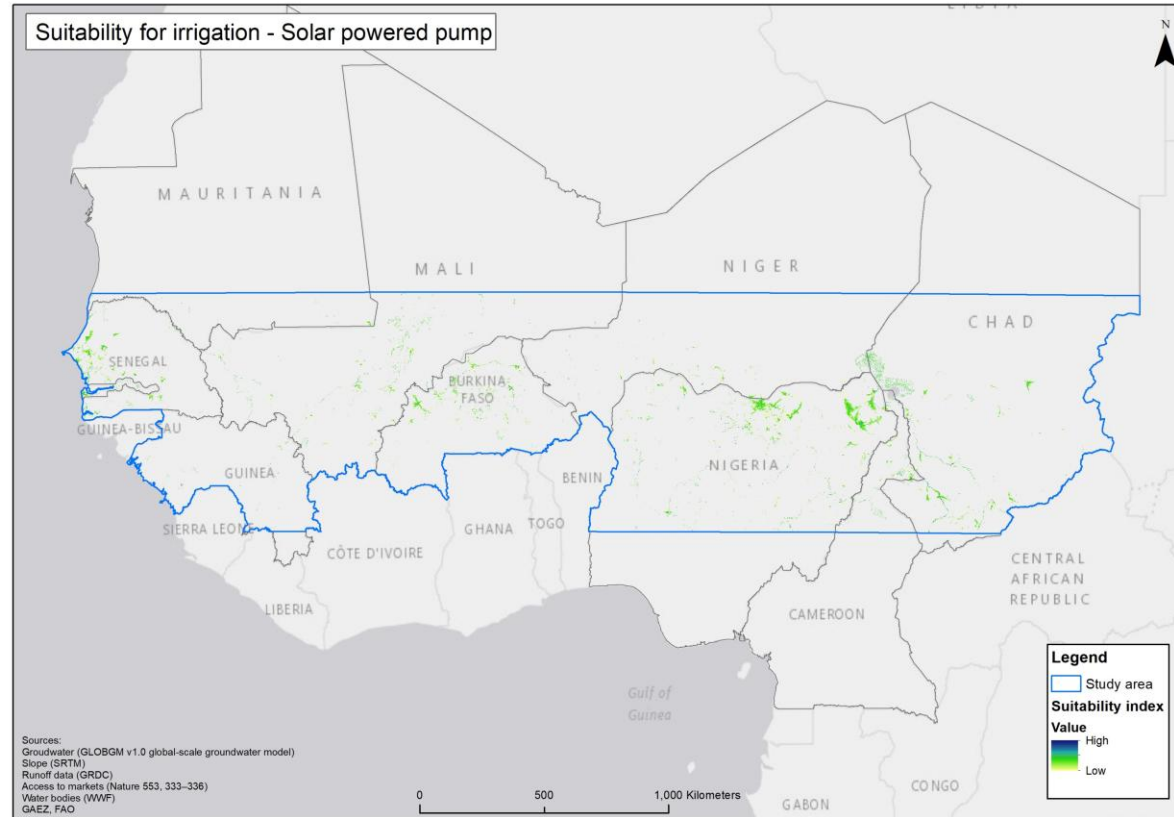 Suitability for irrigation - Solar powered pump
LIBYA
N
MAURITANIA
MALI
NIGER
CHAD
SENEGAL
BURKINA
FASO
GUINEA-BISSAU
GUINEA
NIGERIA
BENIN
SIERRA LEONE
GHANA
TOGO
CÔTE D'IVOIRE
CENTRAL
AFRICAN
REPUBLIC
LIBERIA
CAMEROON
Gulf of
Guinea
CONGO
GABON
Legend
Study area
Suitability index
Value
High
Low
Sources:
Groudwater (GLOBGM v1.0 global-scale groundwater model)
Slope (SRTM)
Runoff data (GRDC)
Access to markets (Nature 553, 333–336)
Water bodies (WWF)
GAEZ, FAO
0 500 1,000 Kilometers